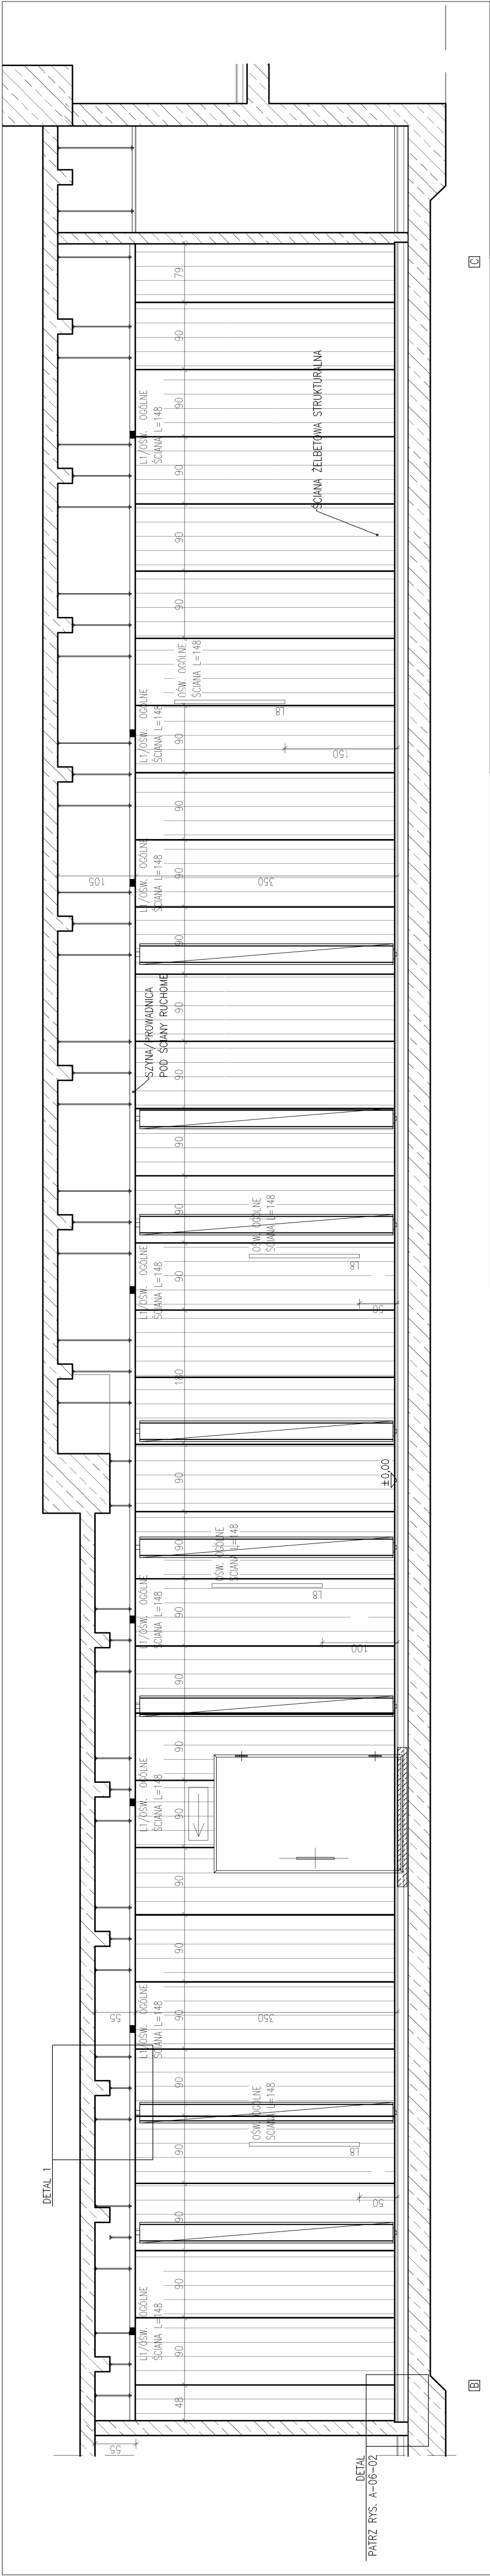 DETAL 1
55
L1/OŚW. OGÓLNE
ŚCIANA L=148
L1/OŚW. OGÓLNE
ŚCIANA L=148
55
L1/OŚW. OGÓLNE
ŚCIANA L=148
L1/OŚW. OGÓLNE
ŚCIANA L=148
L1/OŚW. OGÓLNE
ŚCIANA L=148
SZYNA/PROWADNICA
POD ŚCIANY RUCHOME
105
L1/OŚW. OGÓLNE
ŚCIANA L=148
L1/OŚW. OGÓLNE
ŚCIANA L=148
L1/OŚW. OGÓLNE
ŚCIANA L=148
48
90
90
90
90
90
90
90
90
90
90
90
90
90
90
180
90
90
90
90
90
90
90
90
90
90
90
90
79
OŚW. OGÓLNE
ŚCIANA L=148
L8
50
350
OŚW. OGÓLNE
ŚCIANA L=148
L8
100
±0,00
OŚW. OGÓLNE
ŚCIANA L=148
L8
50
350
OŚW. OGÓLNE
ŚCIANA L=148
L8
150
ŚCIANA ŻELBETOWA STRUKTURALNA
DETAL
PATRZ RYS. A-06-02
B
C